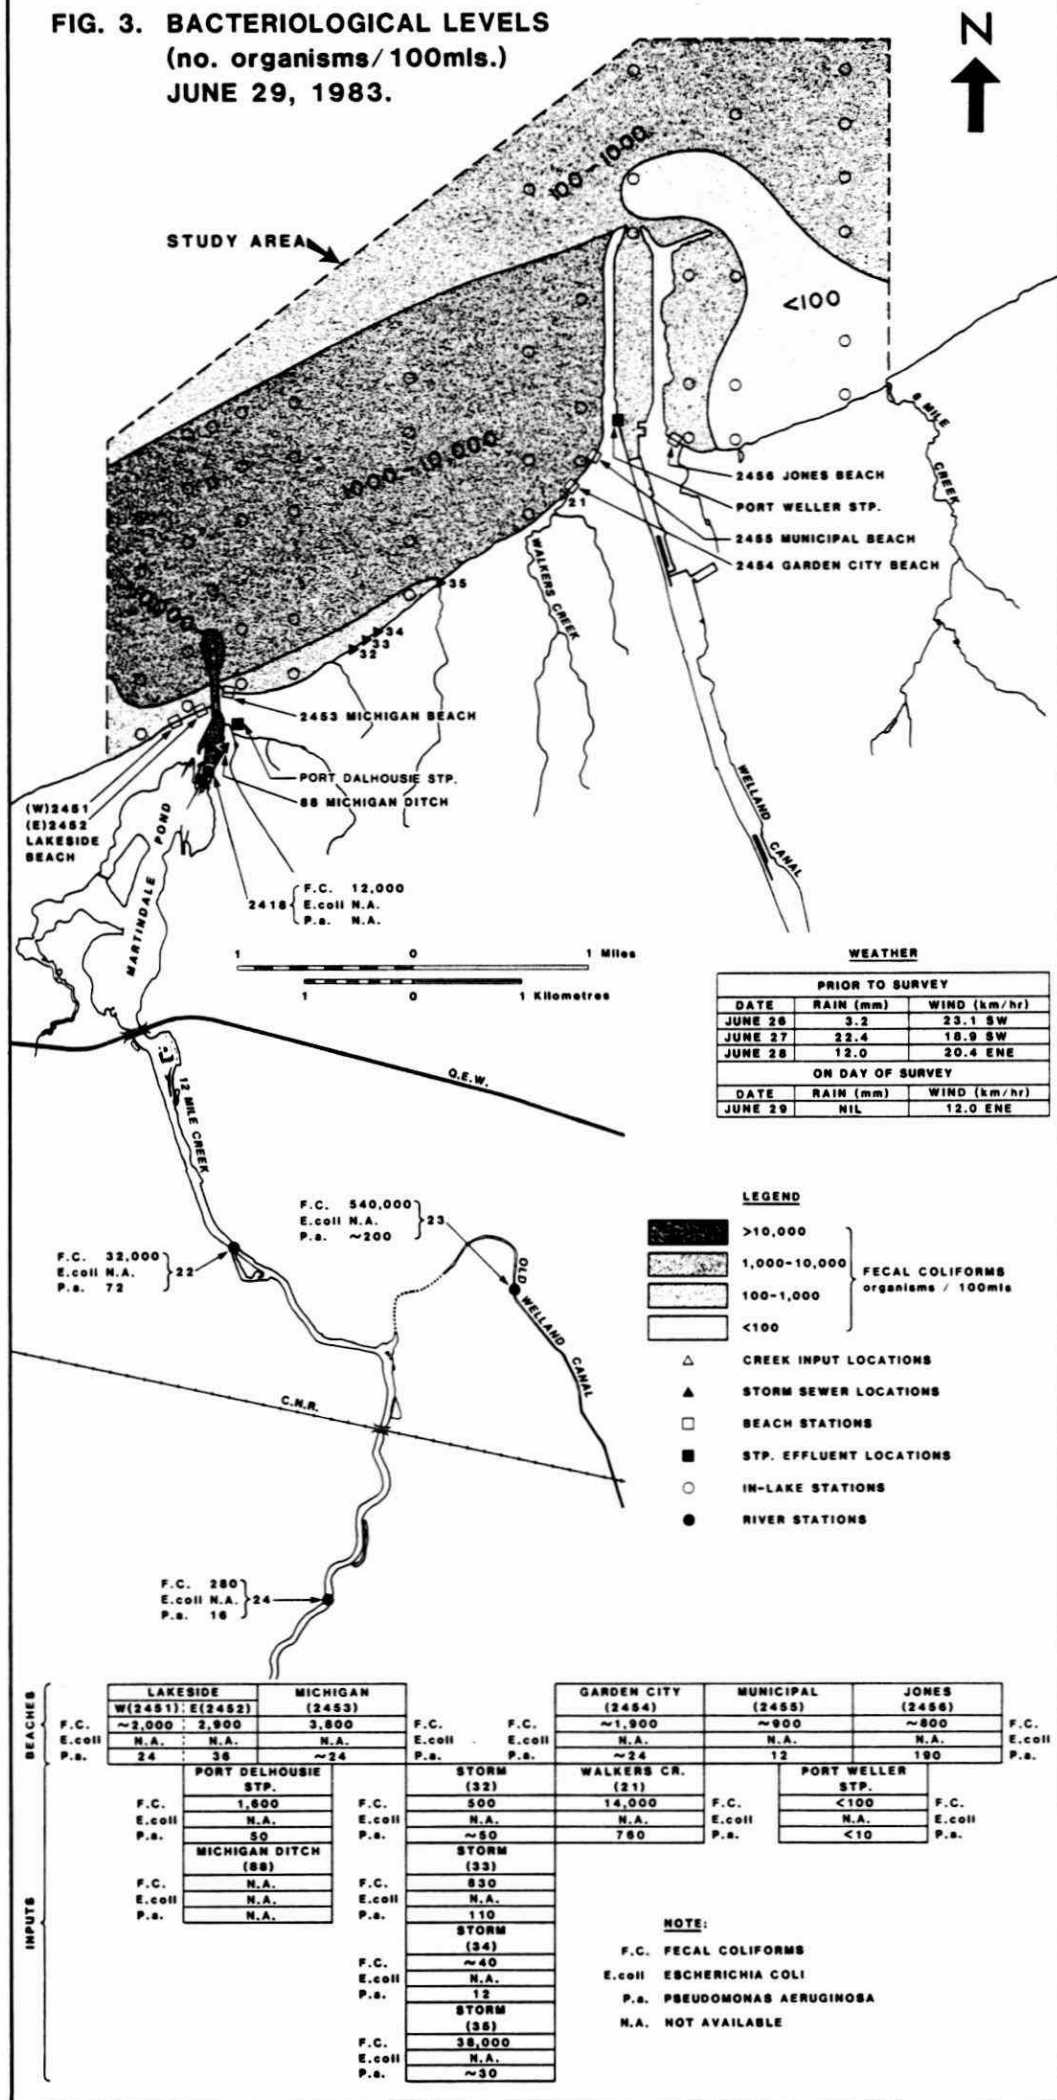 FIG. 3. BACTERIOLOGICAL LEVELS
(no. organisms/100mls.)
JUNE 29, 1983.
N
100-1000
STUDY AREA
<100
1000-10,000
8 MILE CREEK
2456 JONES BEACH
PORT WELLER STP.
2455 MUNICIPAL BEACH
2454 GARDEN CITY BEACH
21
WALKERS CREEK
35
34
33
32
2453 MICHIGAN BEACH
PORT DALHOUSIE STP.
88 MICHIGAN DITCH
(W)2451
(E)2452
LAKESIDE
BEACH
MARTINDALE POND
WELLAND CANAL
2418
F.C. 12,000
E.coli N.A.
P.a. N.A.
1 0 1 Miles
1 0 1 Kilometres
WEATHER
PRIOR TO SURVEY
DATE RAIN (mm) WIND (km/hr)
JUNE 26 3.2 23.1 SW
JUNE 27 22.4 18.9 SW
JUNE 28 12.0 20.4 ENE
ON DAY OF SURVEY
DATE RAIN (mm) WIND (km/hr)
JUNE 29 NIL 12.0 ENE
Q.E.W.
12 MILE CREEK
F.C. 540,000
E.coli N.A. 23
P.a. ~200
F.C. 32,000
E.coli N.A. 22
P.a. 72
OLD WELLAND CANAL
C.N.R.
F.C. 280
E.coli N.A. 24
P.a. 16
LEGEND
>10,000
1,000-10,000
100-1,000
<100
FECAL COLIFORMS
organisms / 100mls
CREEK INPUT LOCATIONS
STORM SEWER LOCATIONS
BEACH STATIONS
STP. EFFLUENT LOCATIONS
IN-LAKE STATIONS
RIVER STATIONS
BEACHES
LAKESIDE MICHIGAN GARDEN CITY MUNICIPAL JONES
W(2451) E(2452) (2453) (2454) (2455) (2456)
F.C. ~2,000 2,900 3,800 F.C. F.C. ~1,900 ~900 ~800 F.C.
E.coli N.A. N.A. N.A. E.coli E.coli N.A. N.A. N.A. E.coli
P.a. 24 36 ~24 P.a. P.a. ~24 12 190 P.a.
INPUTS
PORT DELHOUSIE STORM WALKERS CR. PORT WELLER
STP. (32) (21) STP.
F.C. 1,600 F.C. 500 14,000 F.C. <100 F.C.
E.coli N.A. E.coli N.A. N.A. E.coli N.A. E.coli
P.a. 50 P.a. ~50 760 P.a. <10 P.a.
MICHIGAN DITCH STORM
(88) (33)
F.C. N.A. F.C. 830
E.coli N.A. E.coli N.A.
P.a. N.A. P.a. 110
STORM
(34)
F.C. ~40
E.coli N.A.
P.a. 12
STORM
(35)
F.C. 38,000
E.coli N.A.
P.a. ~30
NOTE:
F.C. FECAL COLIFORMS
E.coli ESCHERICHIA COLI
P.a. PSEUDOMONAS AERUGINOSA
N.A. NOT AVAILABLE